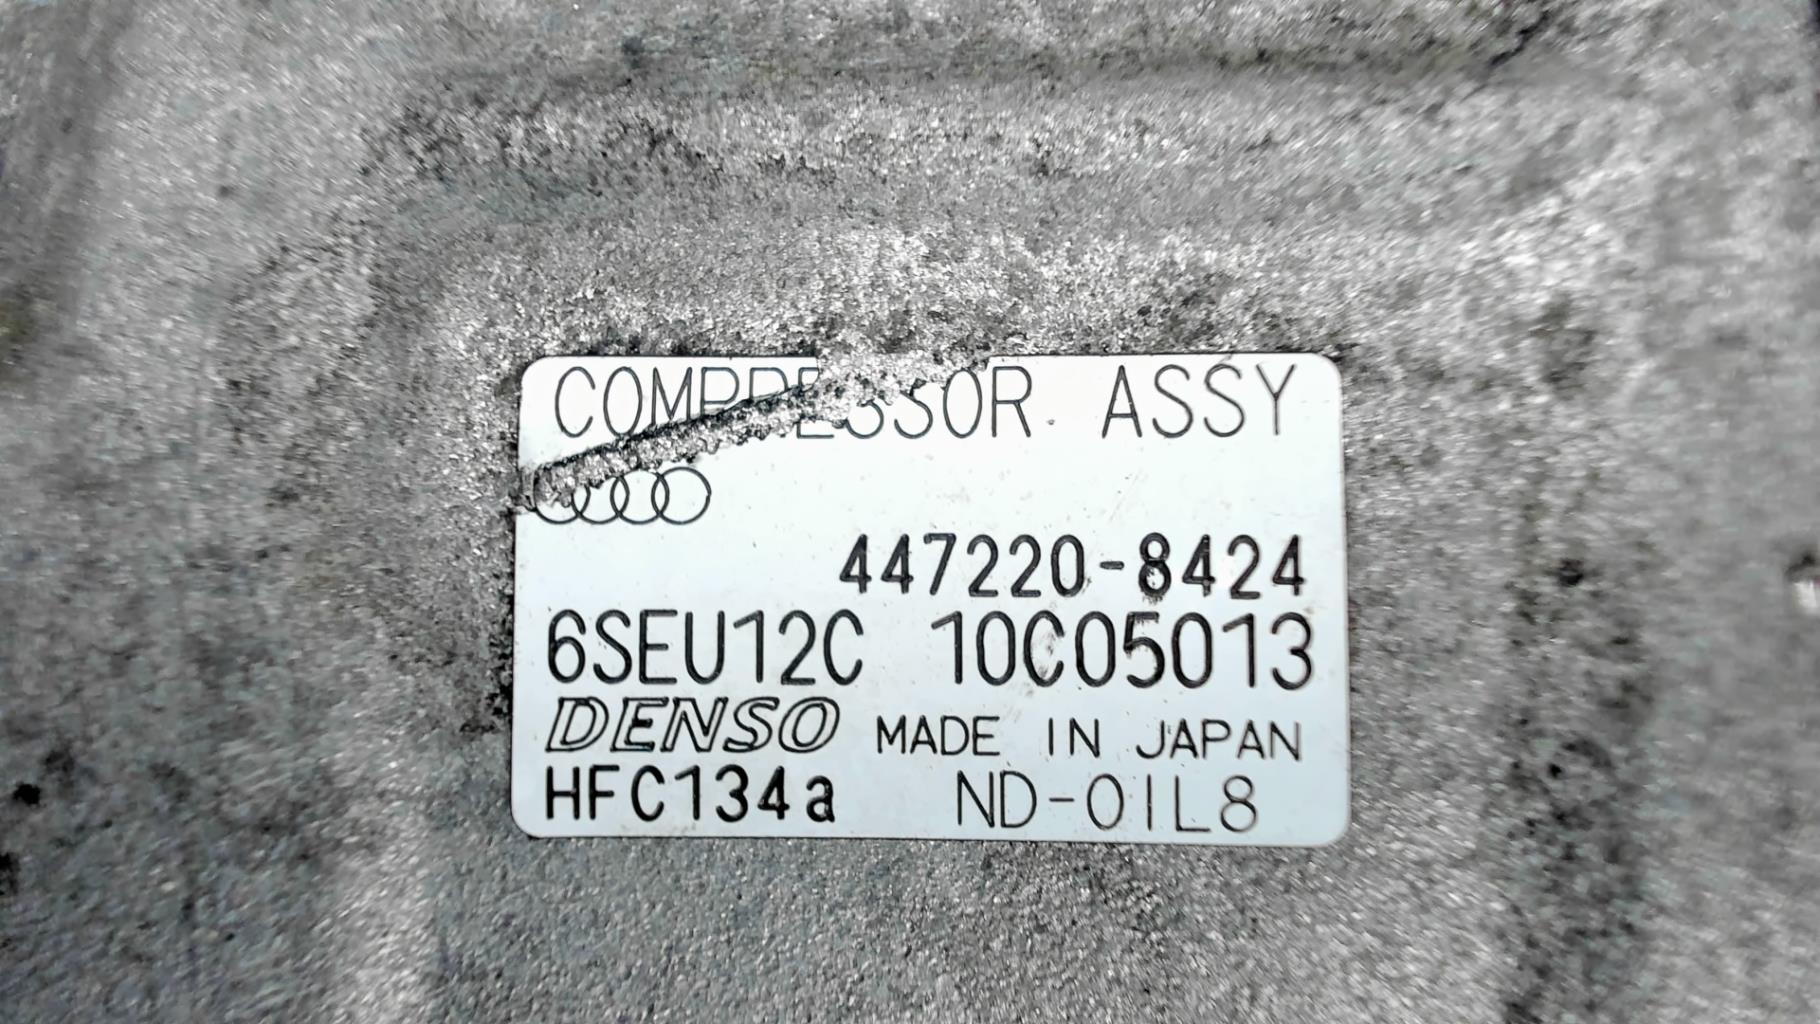 COMPRESSOR ASSY
447220-8424
6SEU12C 10C05013
DENSO MADE IN JAPAN
HFC134a ND-OIL8